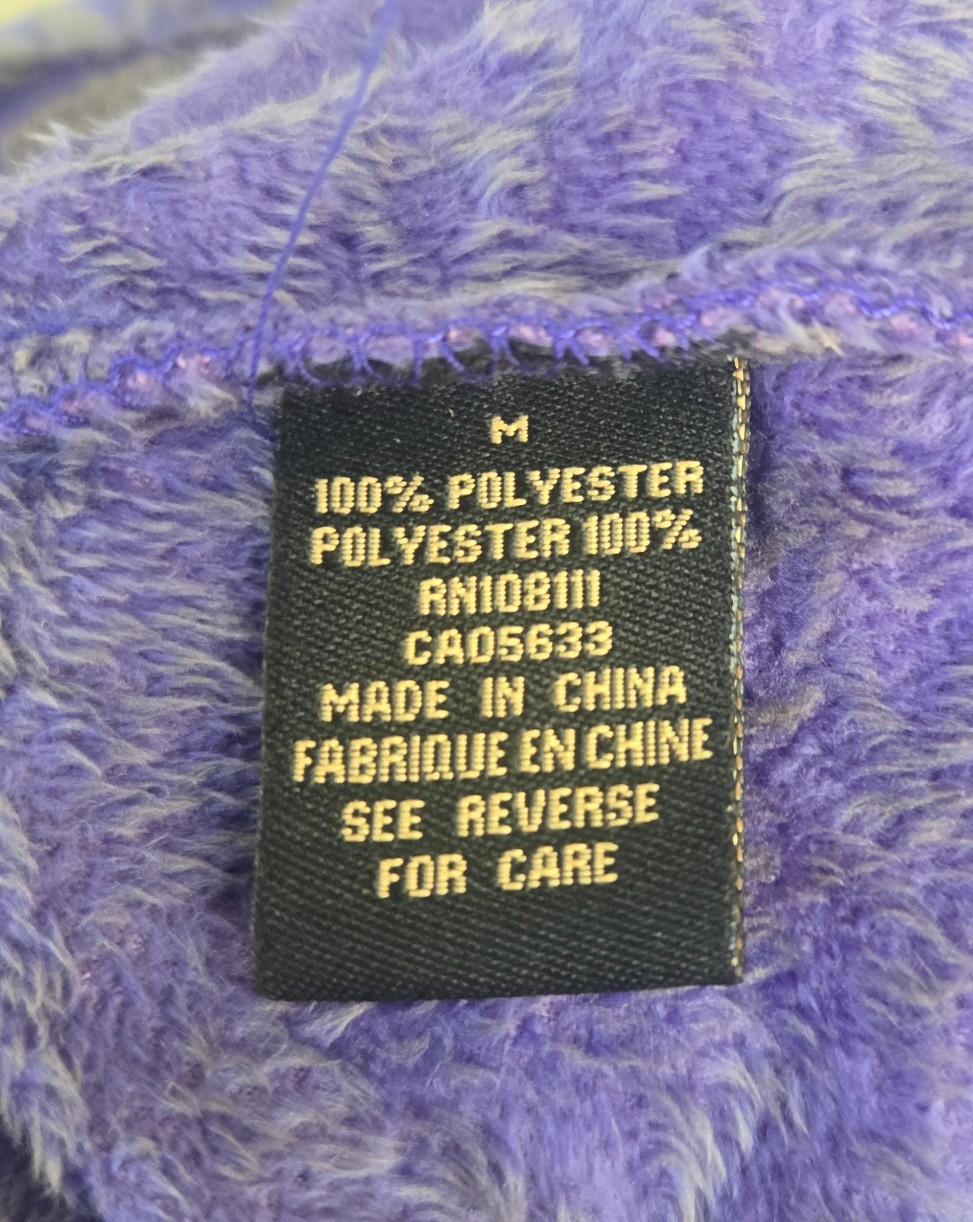 M
100% POLYESTER
POLYESTER 100%
RN108111
CA05633
MADE IN CHINA
FABRIQUE EN CHINE
SEE REVERSE
FOR CARE